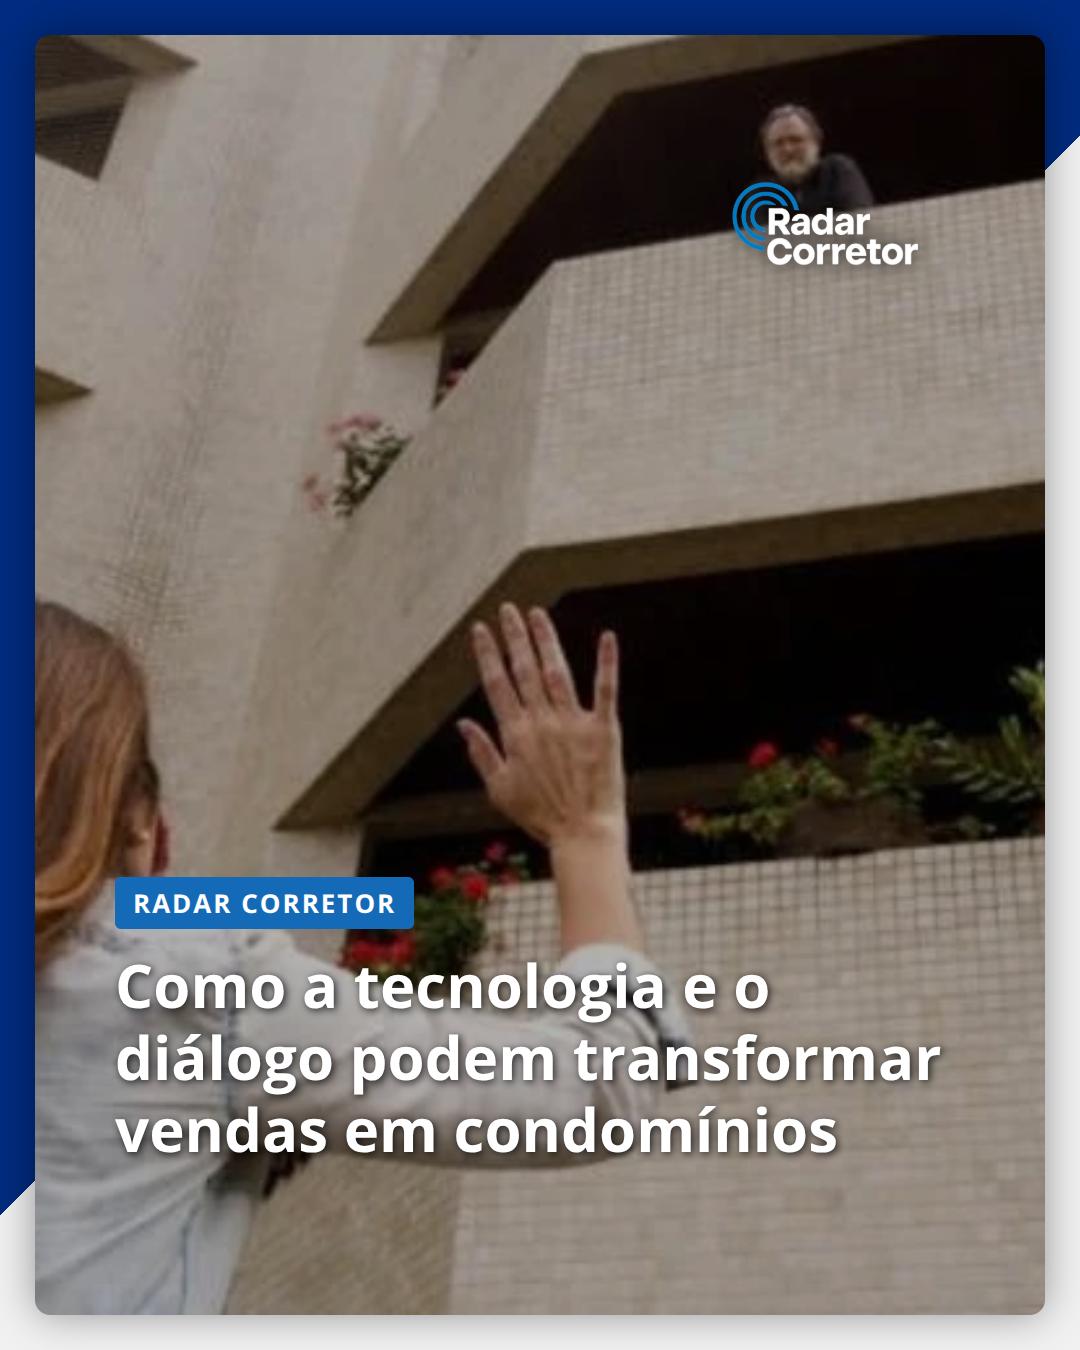 Radar
Corretor
RADAR CORRETOR
Como a tecnologia e o
diálogo podem transformar
vendas em condomínios